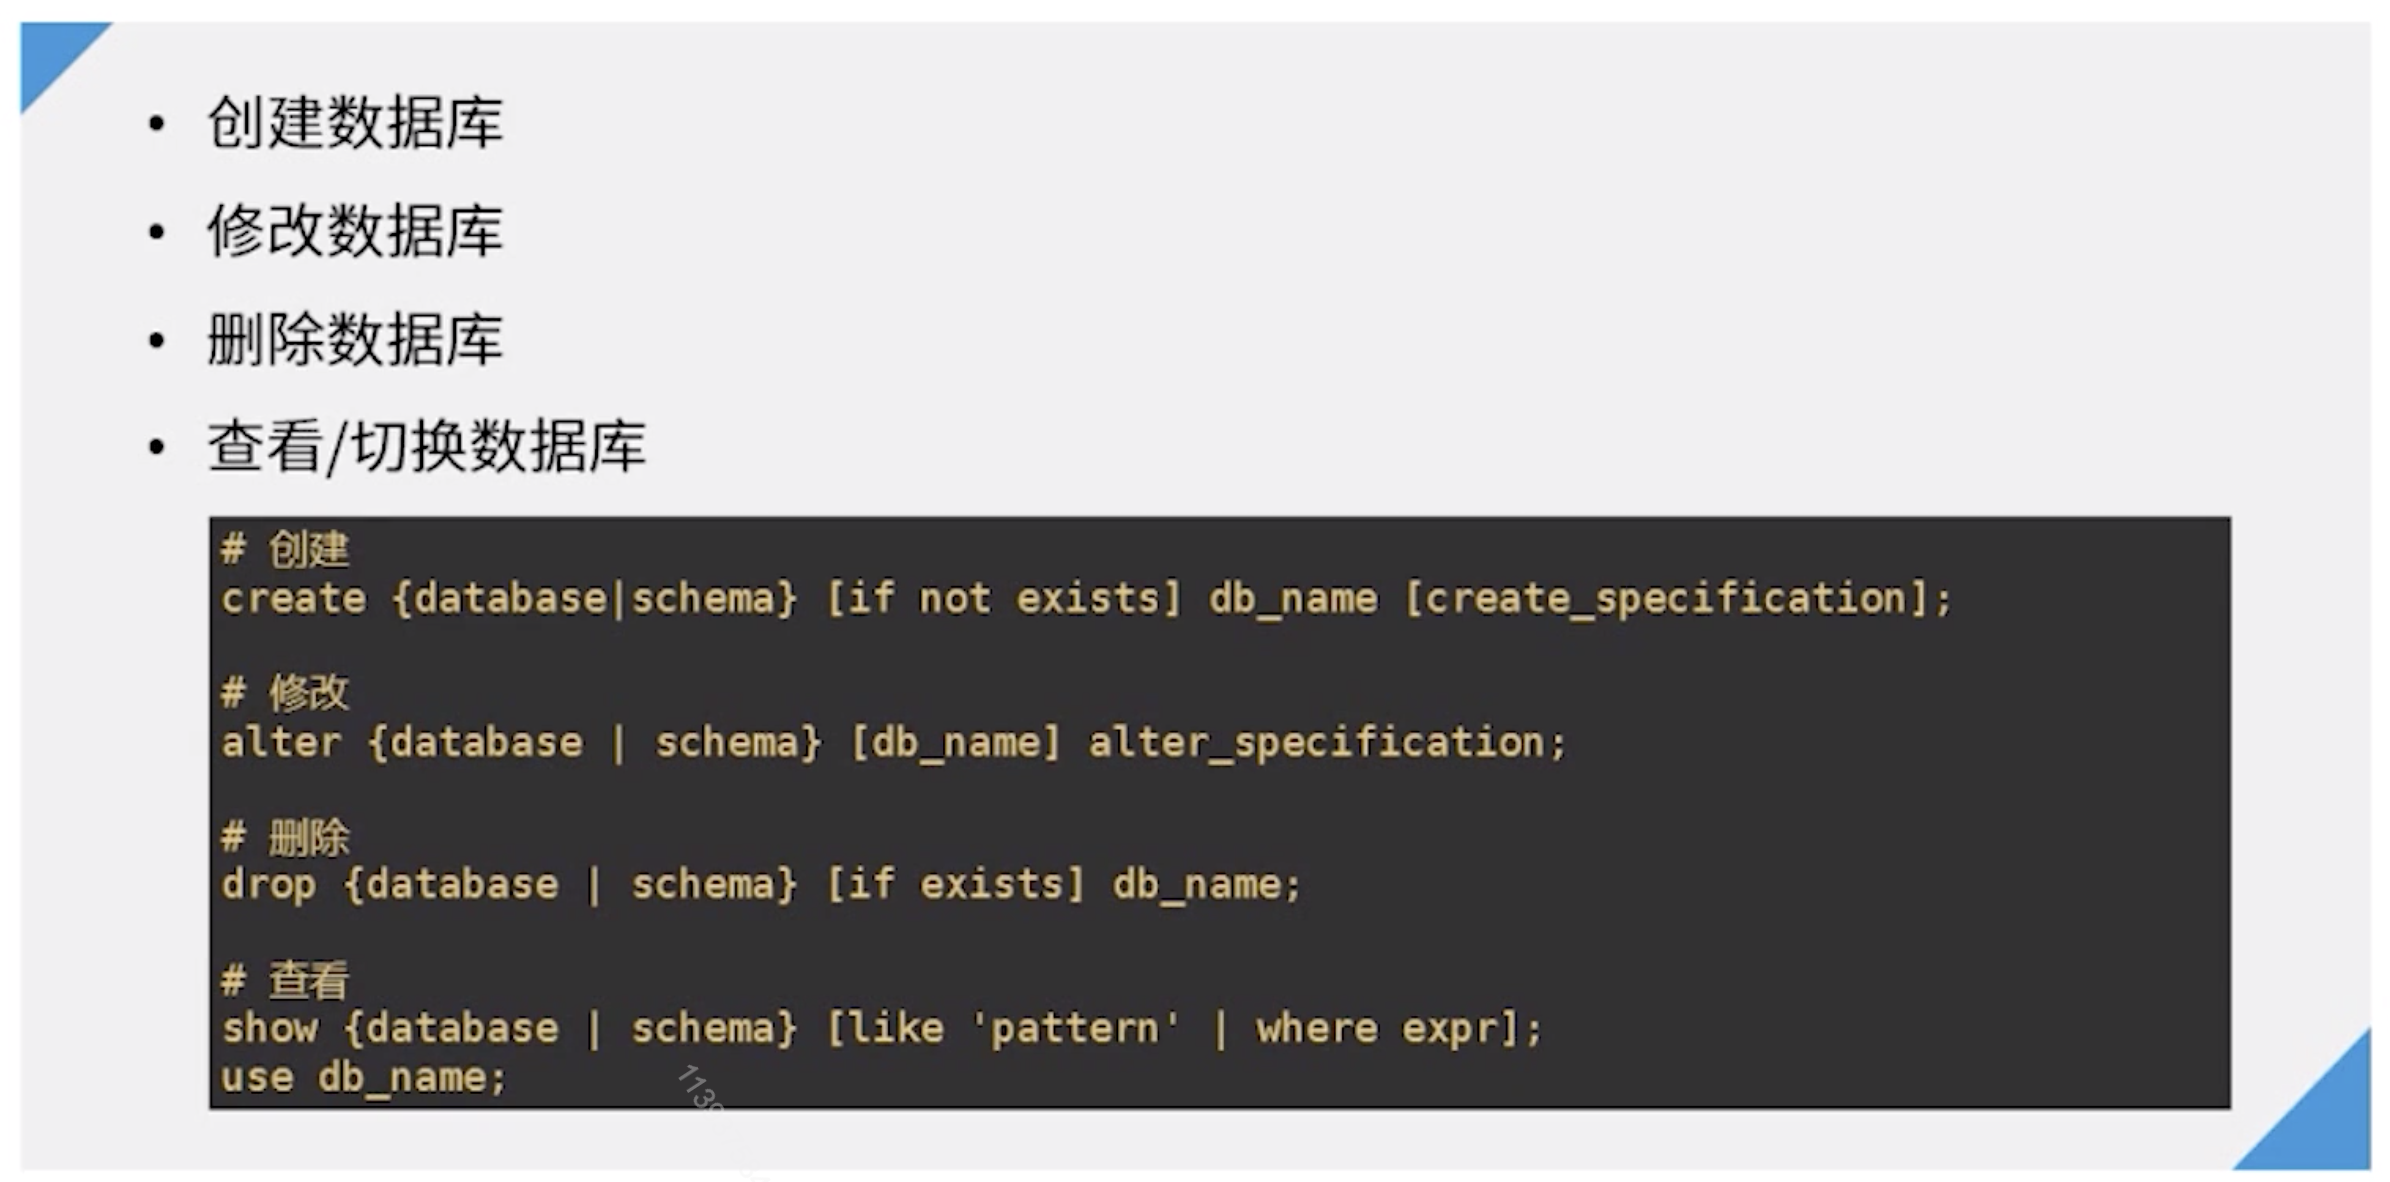 • 创建数据库
• 修改数据库
• 删除数据库
• 查看/切换数据库
# 创建
create {database|schema} [if not exists] db_name [create_specification];
# 修改
alter {database | schema} [db_name] alter_specification;
# 删除
drop {database | schema} [if exists] db_name;
# 查看
show {database | schema} [like 'pattern' | where expr];
use db_name;